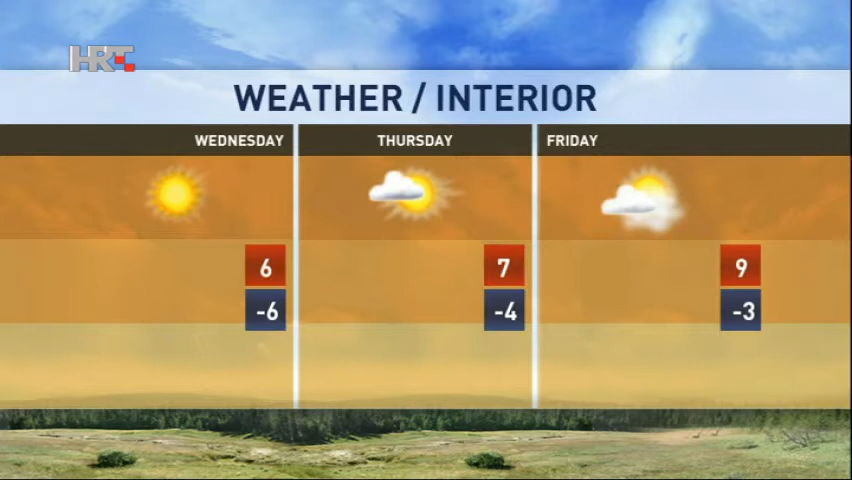 HRT
WEATHER / INTERIOR
WEDNESDAY THURSDAY FRIDAY
6 7 9
-6 -4 -3